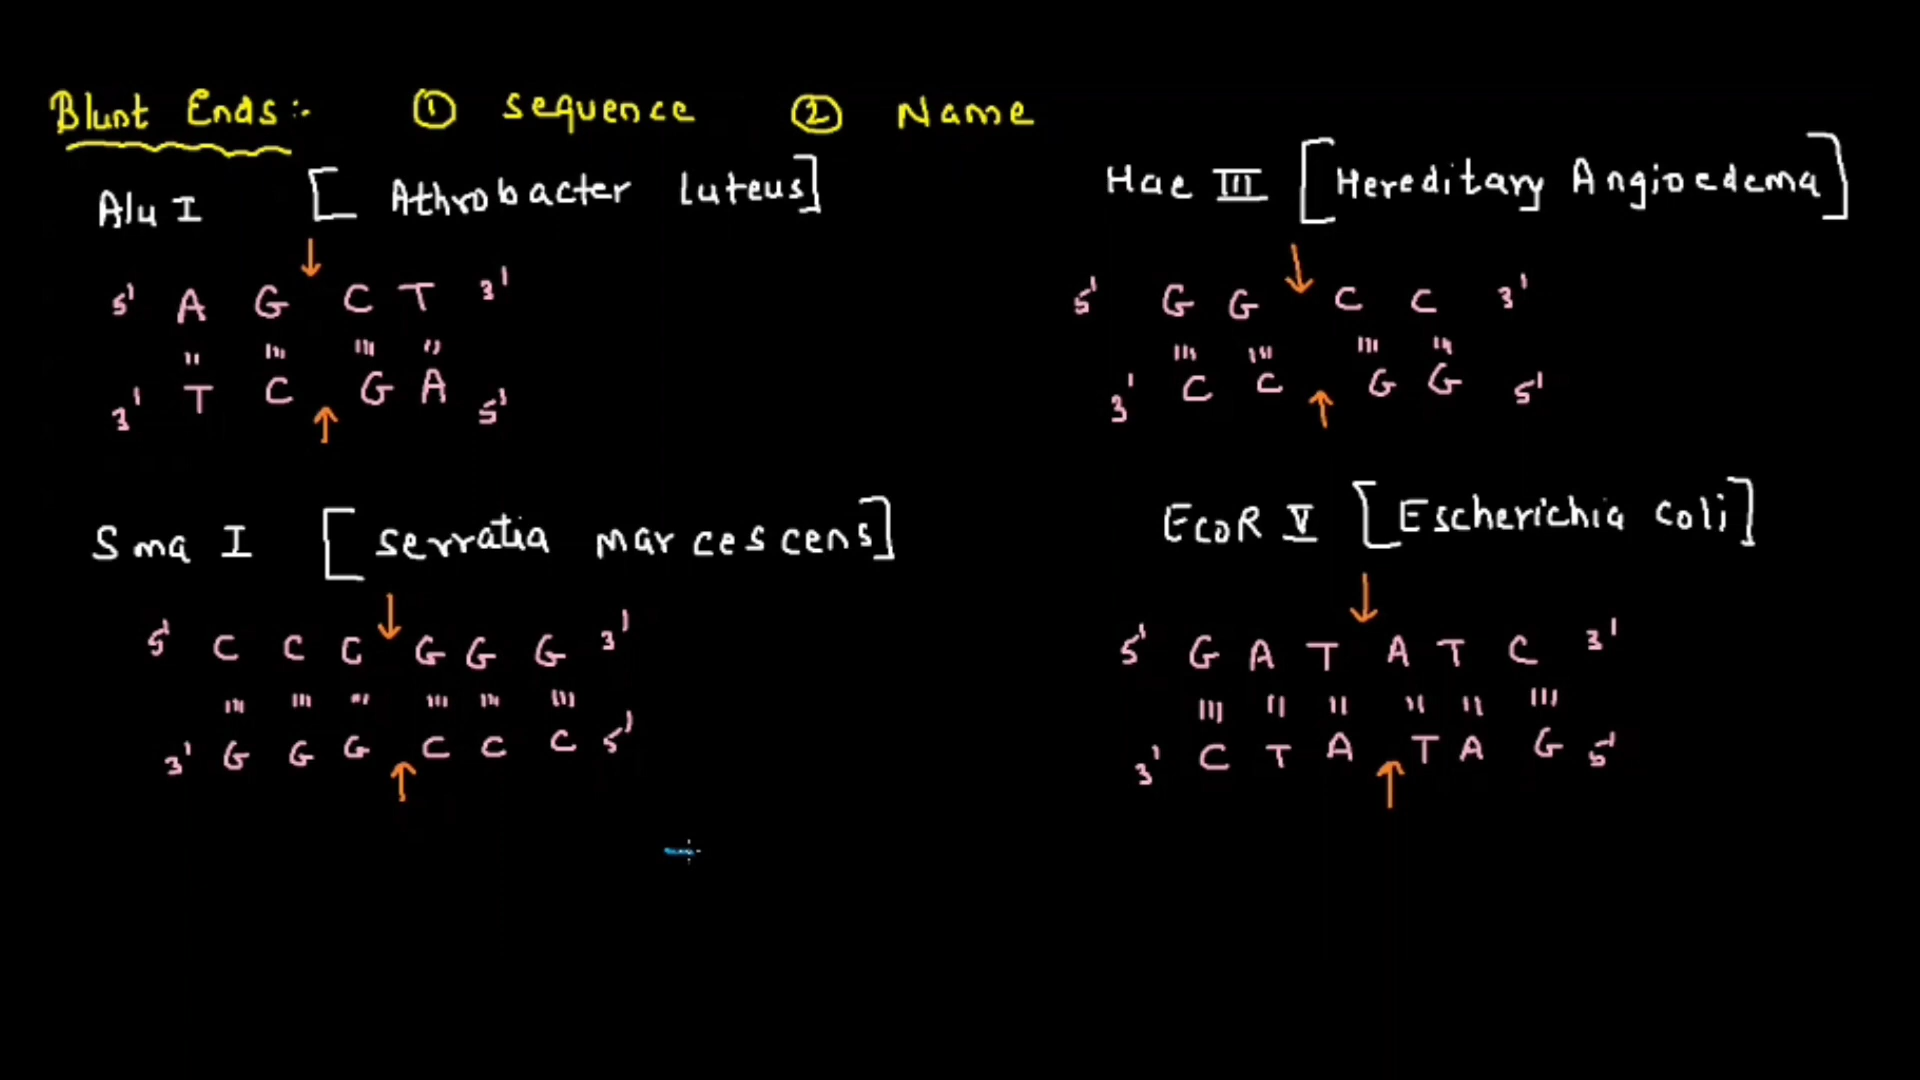 Blunt Ends:- ① sequence ② Name
Alu I [Athrobacter luteus]
5' A G ↓ C T 3'
" ''' ''' "
3' T C ↑ G A 5'
Hae III [Hereditary Angioedema]
5' G G ↓ C C 3'
''' ''' ''' '''
3' C C ↑ G G 5'
Sma I [serratia marcescens]
5' C C C ↓ G G G 3'
''' ''' ''' ''' ''' '''
3' G G G ↑ C C C 5'
EcoR V [Escherichia coli]
5' G A T ↓ A T C 3'
''' " " " " '''
3' C T A ↑ T A G 5'